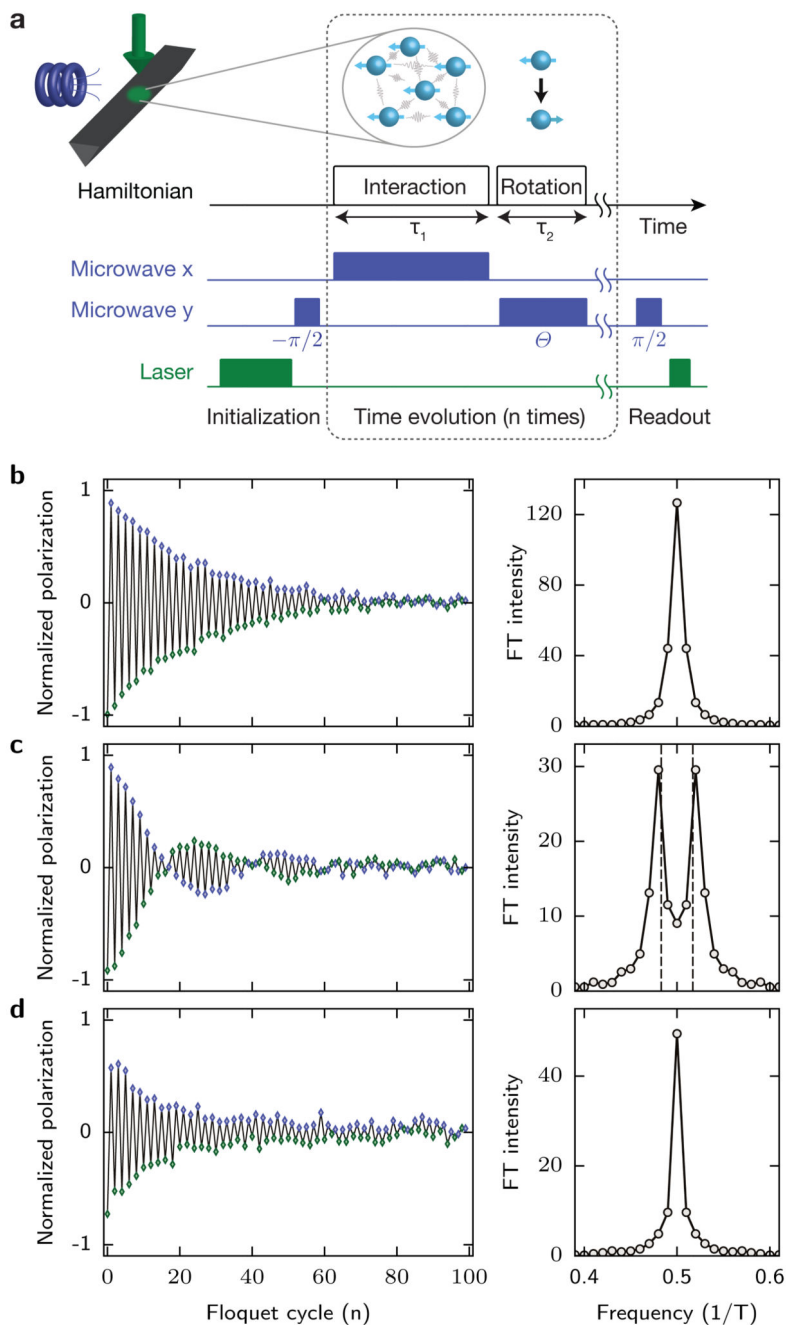 a
Hamiltonian
Interaction
Rotation
τ1
τ2
Time
Microwave x
Microwave y
−π/2
Θ
π/2
Laser
Initialization
Time evolution (n times)
Readout
b
Normalized polarization
1
0
-1
FT intensity
120
80
40
0
c
Normalized polarization
1
0
-1
FT intensity
30
20
10
0
d
Normalized polarization
1
0
-1
0
20
40
60
80
100
Floquet cycle (n)
FT intensity
40
20
0
0.4
0.5
0.6
Frequency (1/T)